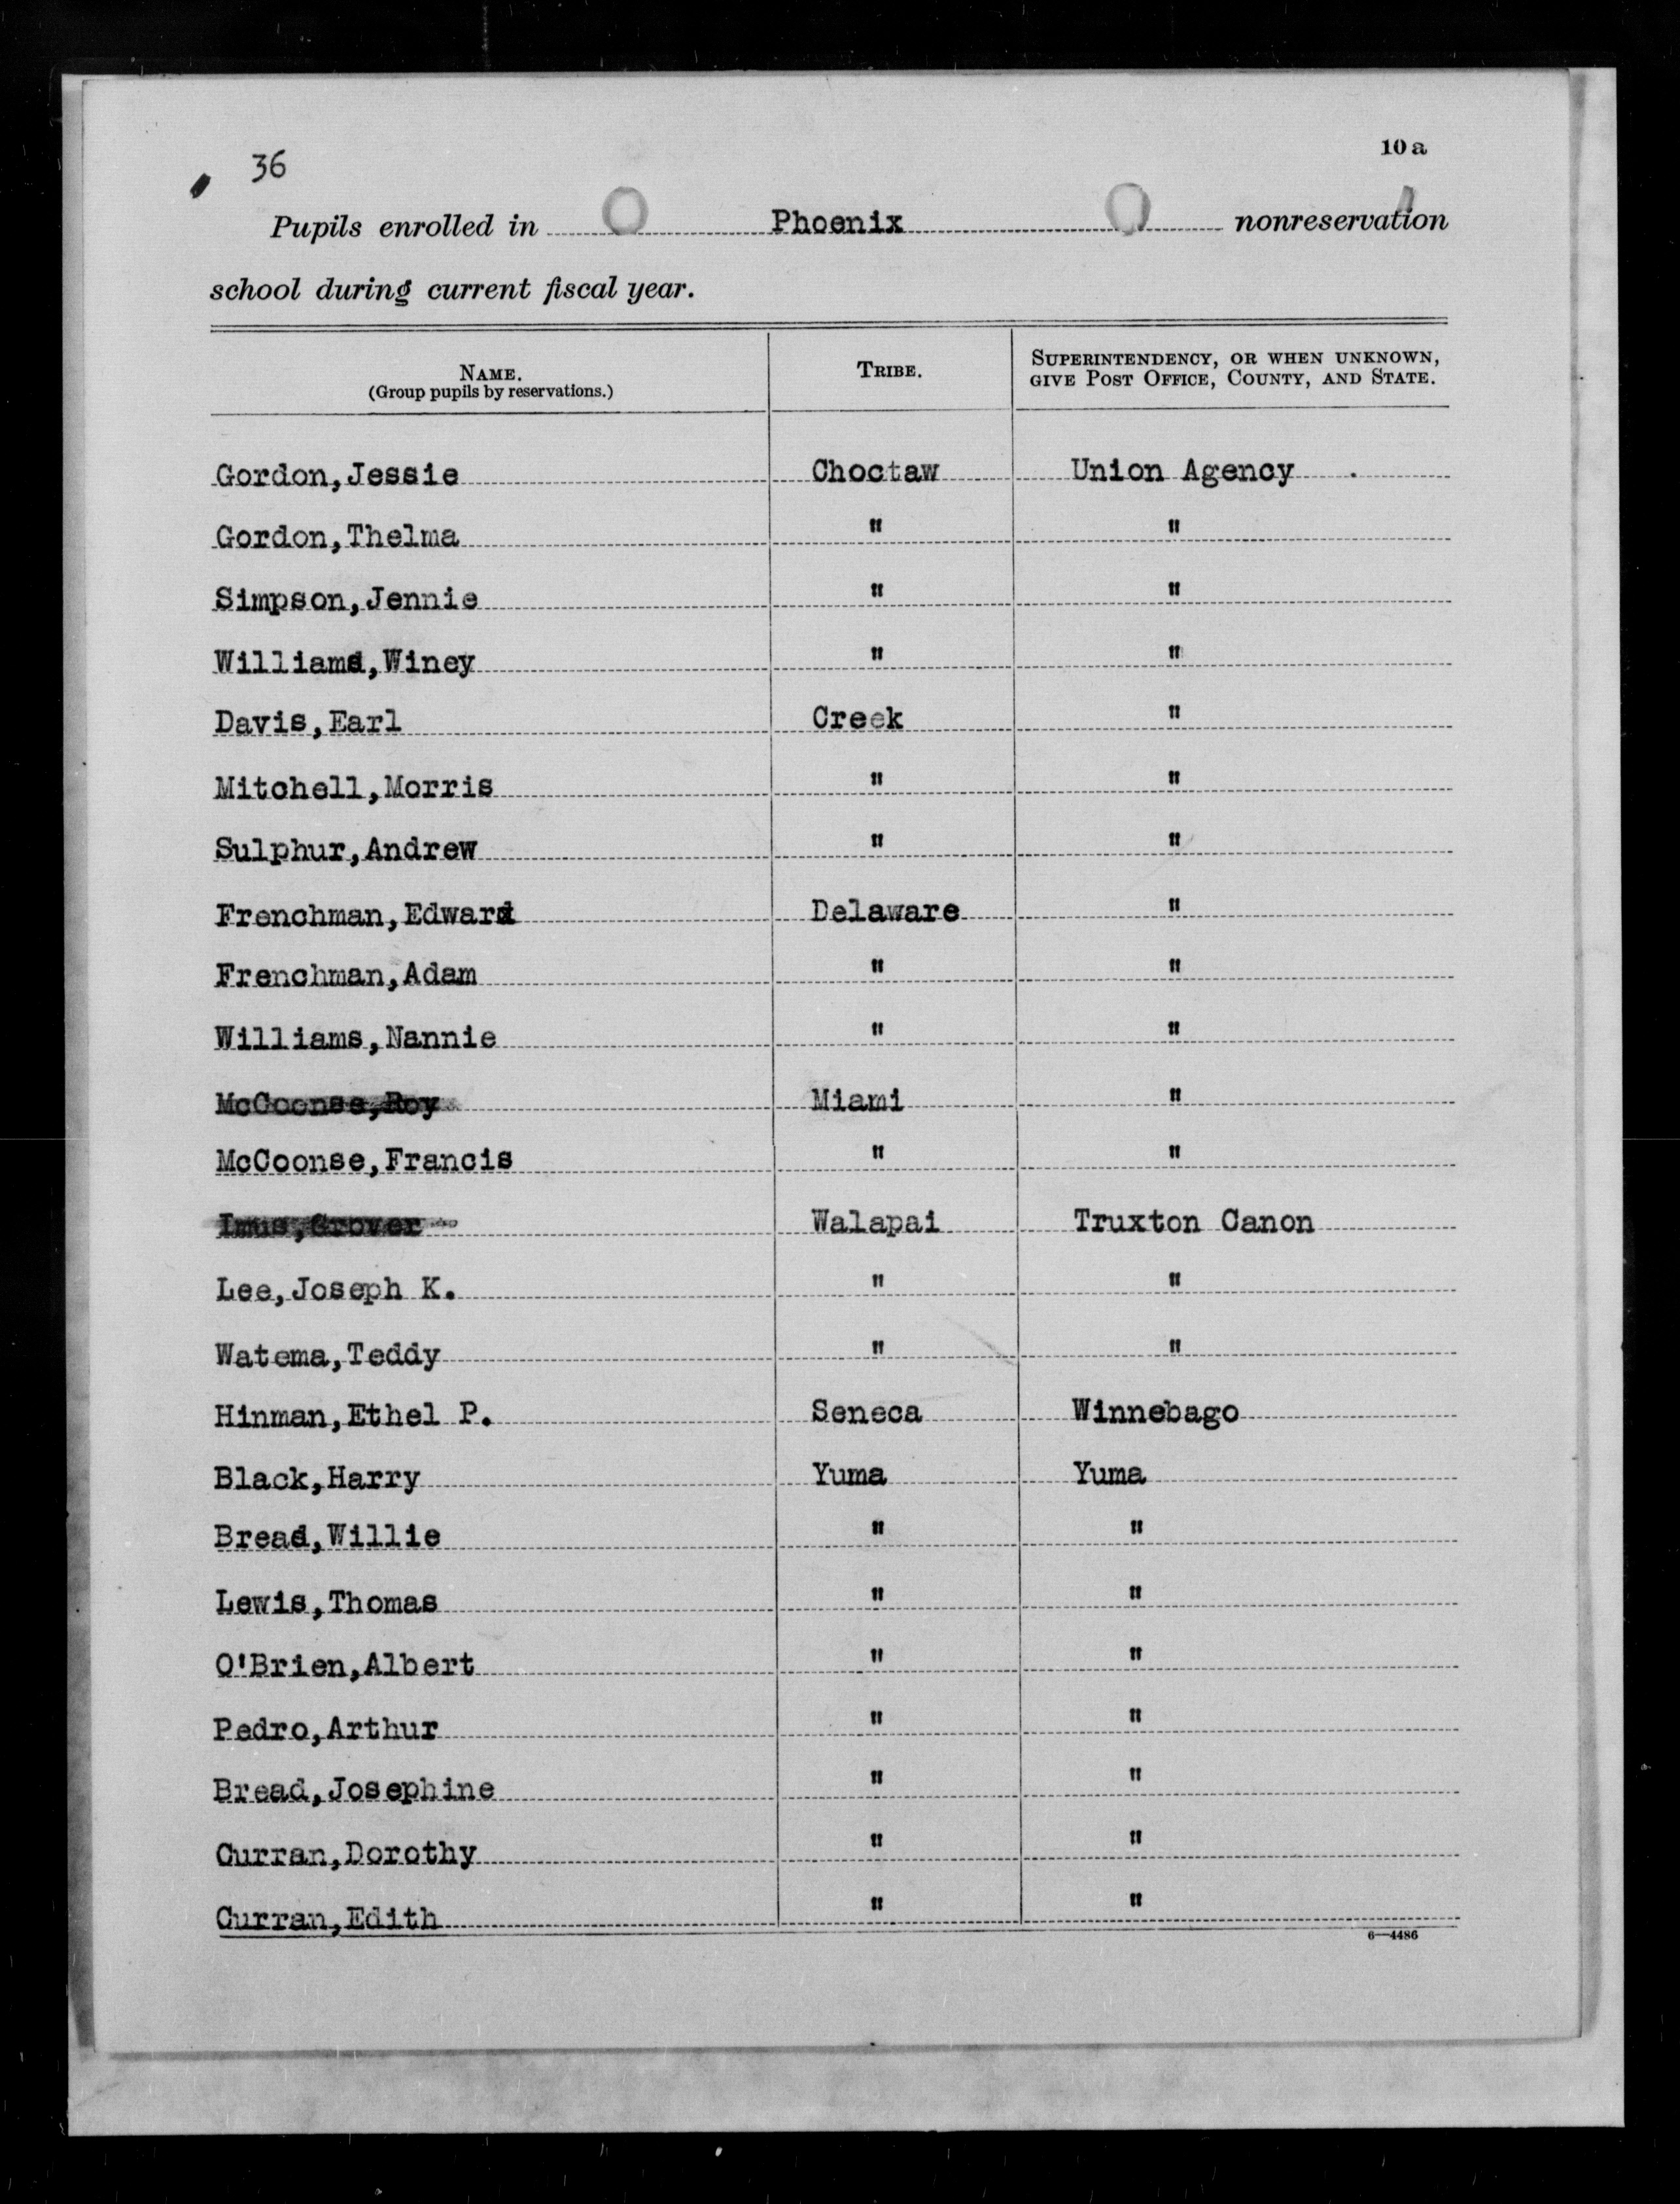 36
10 a
Pupils enrolled in Phoenix nonreservation
school during current fiscal year.
NAME.
(Group pupils by reservations.)
TRIBE.
SUPERINTENDENCY, OR WHEN UNKNOWN,
GIVE POST OFFICE, COUNTY, AND STATE.
Gordon,Jessie Choctaw Union Agency
Gordon,Thelma " "
Simpson,Jennie " "
Williams,Winey " "
Davis,Earl Creek "
Mitchell,Morris " "
Sulphur,Andrew " "
Frenchman,Edward Delaware "
Frenchman,Adam " "
Williams,Nannie " "
McCoonse,Roy Miami "
McCoonse,Francis " "
Imus,Grover Walapai Truxton Canon
Lee,Joseph K. " "
Watema,Teddy " "
Hinman,Ethel P. Seneca Winnebago
Black,Harry Yuma Yuma
Bread,Willie " "
Lewis,Thomas " "
O'Brien,Albert " "
Pedro,Arthur " "
Bread,Josephine " "
Curran,Dorothy " "
Curran,Edith " "
6—4486